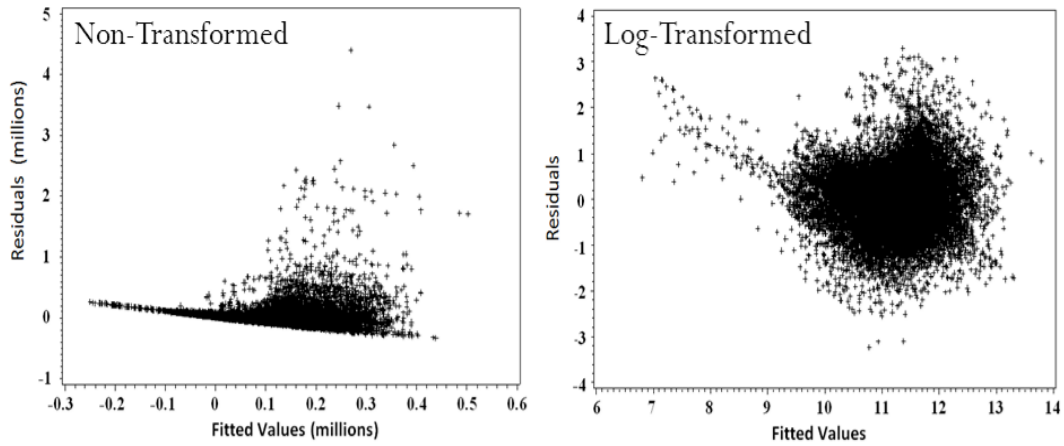 Non-Transformed
5
4
3
2
1
0
-1
Residuals (millions)
-0.3 -0.2 -0.1 0 0.1 0.2 0.3 0.4 0.5 0.6
Fitted Values (millions)
Log-Transformed
4
3
2
1
0
-1
-2
-3
-4
Residuals
6 7 8 9 10 11 12 13 14
Fitted Values